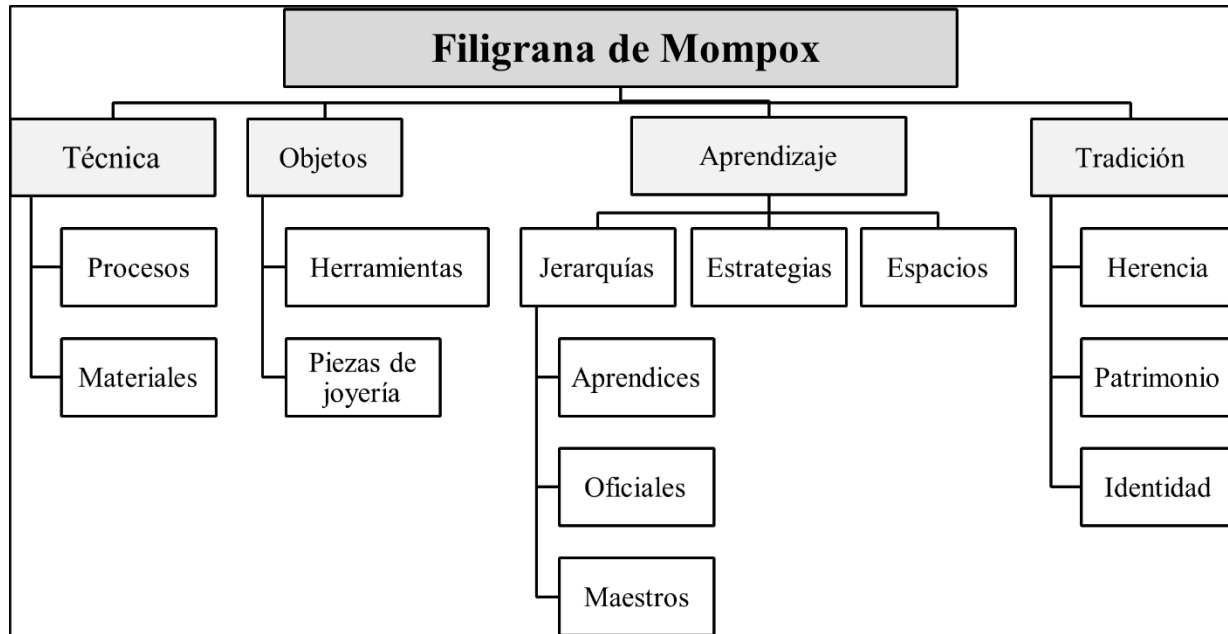 Filigrana de Mompox
Técnica
Objetos
Aprendizaje
Tradición
Procesos
Herramientas
Jerarquías
Estrategias
Espacios
Herencia
Materiales
Piezas de
joyería
Aprendices
Patrimonio
Oficiales
Identidad
Maestros